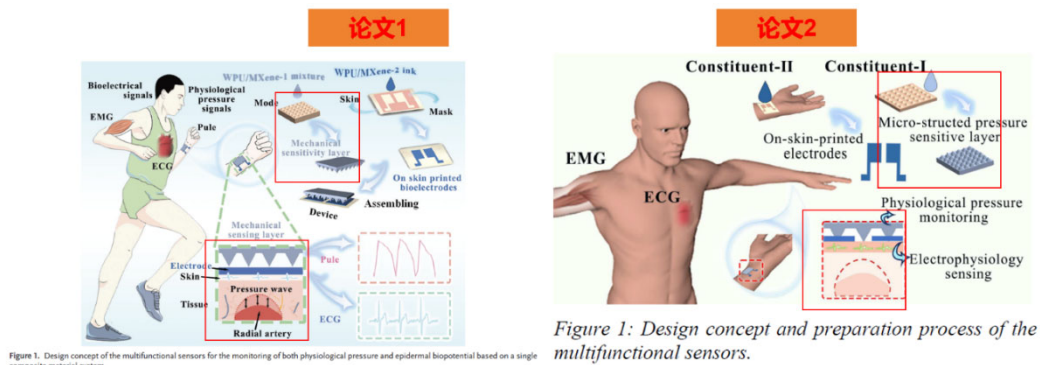 论文1
论文2
Bioelectrical
signals
EMG
Physiological
pressure
signals
Pule
ECG
WPU/MXene-1 mixture
Mode
Mechanical
sensitivity layer
WPU/MXene-2 ink
Skin
Mask
On skin printed
bioelectrodes
Assembling
Device
Mechanical
sensing layer
Electrode
Skin
Pressure wave
Tissue
Radial artery
Pule
ECG
Figure 1. Design concept of the multifunctional sensors for the monitoring of both physiological pressure and epidermal biopotential based on a single
composite material system
Constituent-II
Constituent-I
On-skin-printed
electrodes
Micro-structed pressure
sensitive layer
EMG
ECG
Physiological pressure
monitoring
Electrophysiology
sensing
Figure 1: Design concept and preparation process of the
multifunctional sensors.